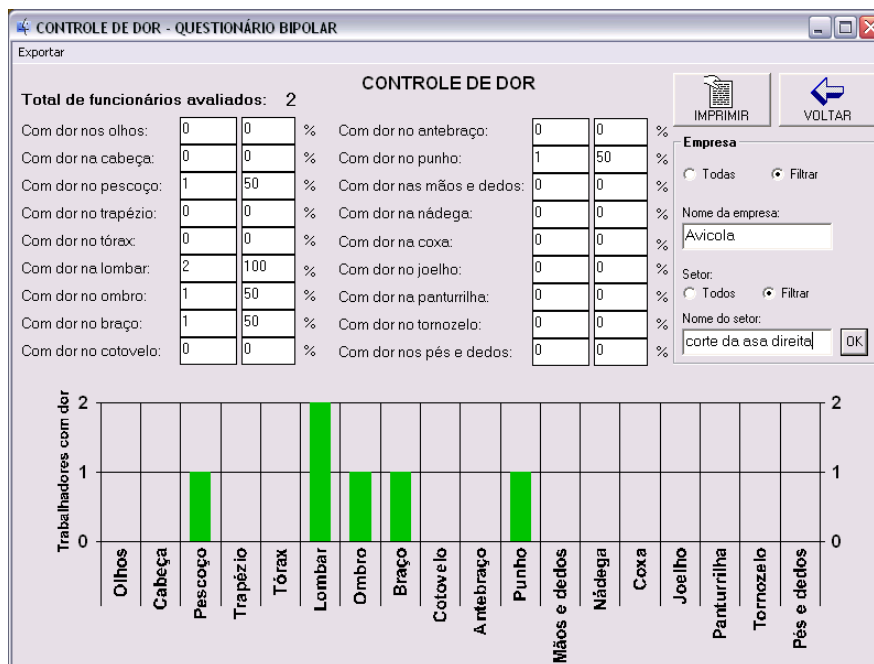 CONTROLE DE DOR - QUESTIONÁRIO BIPOLAR
Exportar
CONTROLE DE DOR
Total de funcionários avaliados: 2
Com dor nos olhos: 0 0 %
Com dor na cabeça: 0 0 %
Com dor no pescoço: 1 50 %
Com dor no trapézio: 0 0 %
Com dor no tórax: 0 0 %
Com dor na lombar: 2 100 %
Com dor no ombro: 1 50 %
Com dor no braço: 1 50 %
Com dor no cotovelo: 0 0 %
Com dor no antebraço: 0 0 %
Com dor no punho: 1 50 %
Com dor nas mãos e dedos: 0 0 %
Com dor na nádega: 0 0 %
Com dor na coxa: 0 0 %
Com dor no joelho: 0 0 %
Com dor na panturrilha: 0 0 %
Com dor no tornozelo: 0 0 %
Com dor nos pés e dedos: 0 0 %
IMPRIMIR
VOLTAR
Empresa
Todas Filtrar
Nome da empresa:
Avicola
Setor:
Todos Filtrar
Nome do setor:
corte da asa direita OK
Trabalhadores com dor
2 2
1 1
0 0
Olhos
Cabeça
Pescoço
Trapézio
Tórax
Lombar
Ombro
Braço
Cotovelo
Antebraço
Punho
Mãos e dedos
Nádega
Coxa
Joelho
Panturrilha
Tornozelo
Pés e dedos